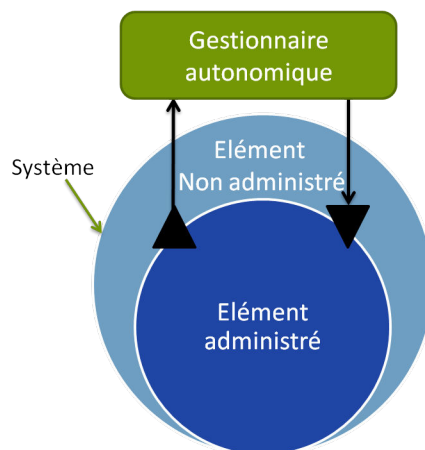 Gestionnaire
autonomique
Elément
Non administré
Système
Elément
administré